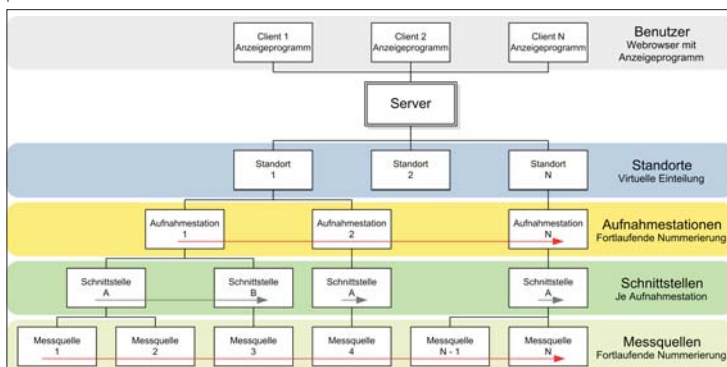 Client 1
Anzeigeprogramm
Client 2
Anzeigeprogramm
Client N
Anzeigeprogramm
Benutzer
Webrowser mit
Anzeigeprogramm
Server
Standort
1
Standort
2
Standort
N
Standorte
Virtuelle Einteilung
Aufnahmestation
1
Aufnahmestation
2
Aufnahmestation
N
Aufnahmestationen
Fortlaufende Nummerierung
Schnittstelle
A
Schnittstelle
B
Schnittstelle
A
Schnittstelle
A
Schnittstellen
Je Aufnahmestation
Messquelle
1
Messquelle
2
Messquelle
3
Messquelle
4
Messquelle
N - 1
Messquelle
N
Messquellen
Fortlaufende Nummerierung